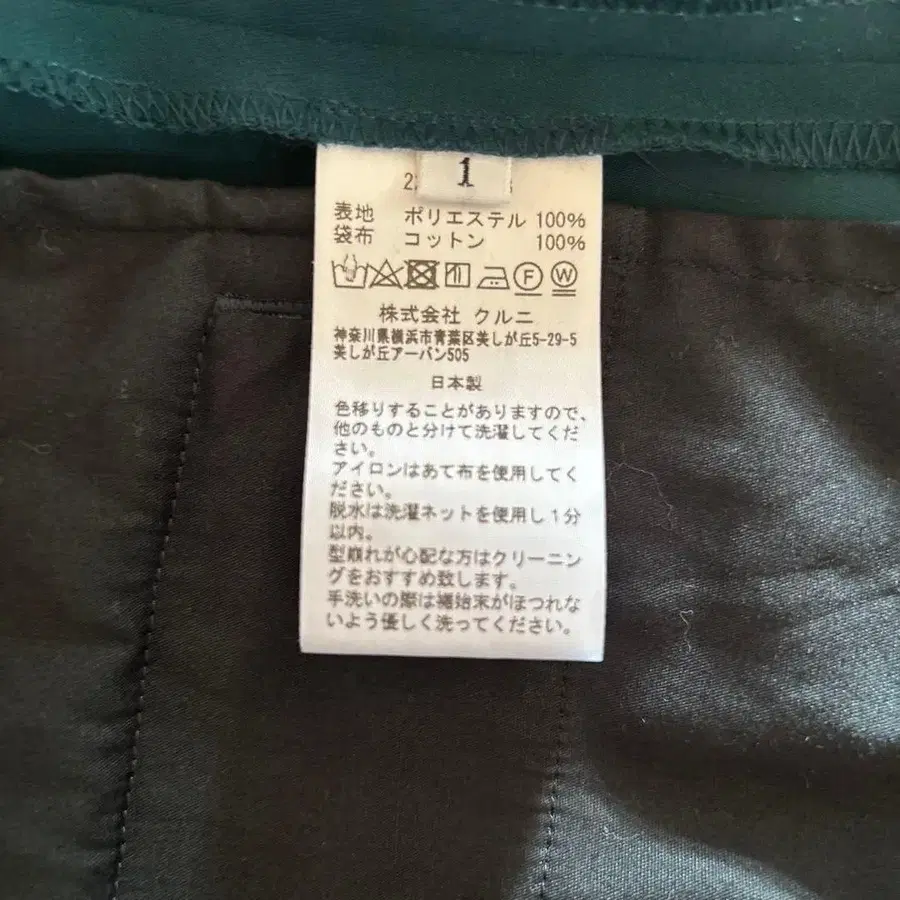 1
表地 ポリエステル 100%
袋布 コットン 100%
F W
株式会社 クルニ
神奈川県横浜市青葉区美しが丘5-29-5
美しが丘アーバン505
日本製
色移りすることがありますので、
他のものと分けて洗濯してくだ
さい。
アイロンはあて布を使用してく
ださい。
脱水は洗濯ネットを使用し1分
以内。
型崩れが心配な方はクリーニン
グをおすすめ致します。
手洗いの際は縫始末がほつれな
いよう優しく洗ってください。